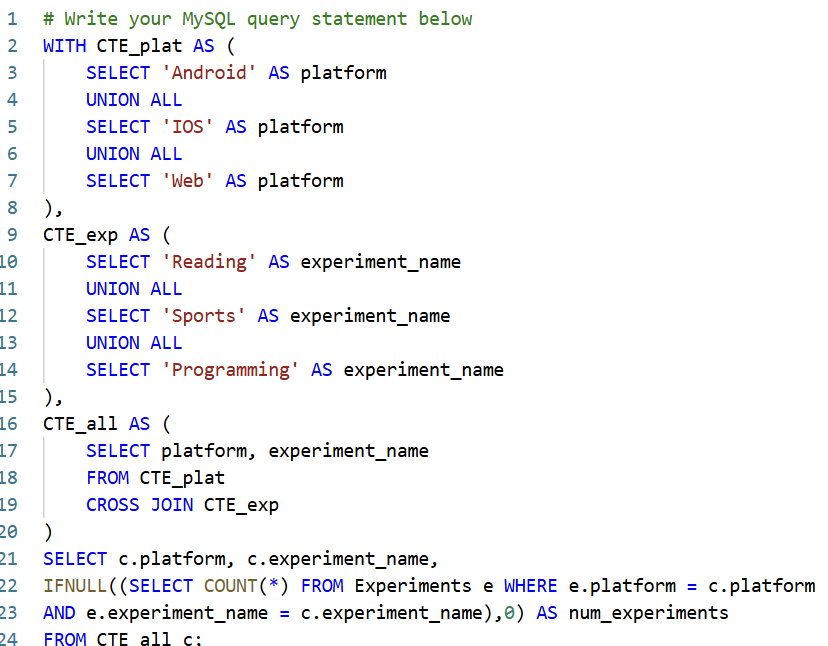 1 # Write your MySQL query statement below
2 WITH CTE_plat AS (
3 SELECT 'Android' AS platform
4 UNION ALL
5 SELECT 'IOS' AS platform
6 UNION ALL
7 SELECT 'Web' AS platform
8 ),
9 CTE_exp AS (
10 SELECT 'Reading' AS experiment_name
11 UNION ALL
12 SELECT 'Sports' AS experiment_name
13 UNION ALL
14 SELECT 'Programming' AS experiment_name
15 ),
16 CTE_all AS (
17 SELECT platform, experiment_name
18 FROM CTE_plat
19 CROSS JOIN CTE_exp
20 )
21 SELECT c.platform, c.experiment_name,
22 IFNULL((SELECT COUNT(*) FROM Experiments e WHERE e.platform = c.platform
23 AND e.experiment_name = c.experiment_name),0) AS num_experiments
24 FROM CTE_all c;